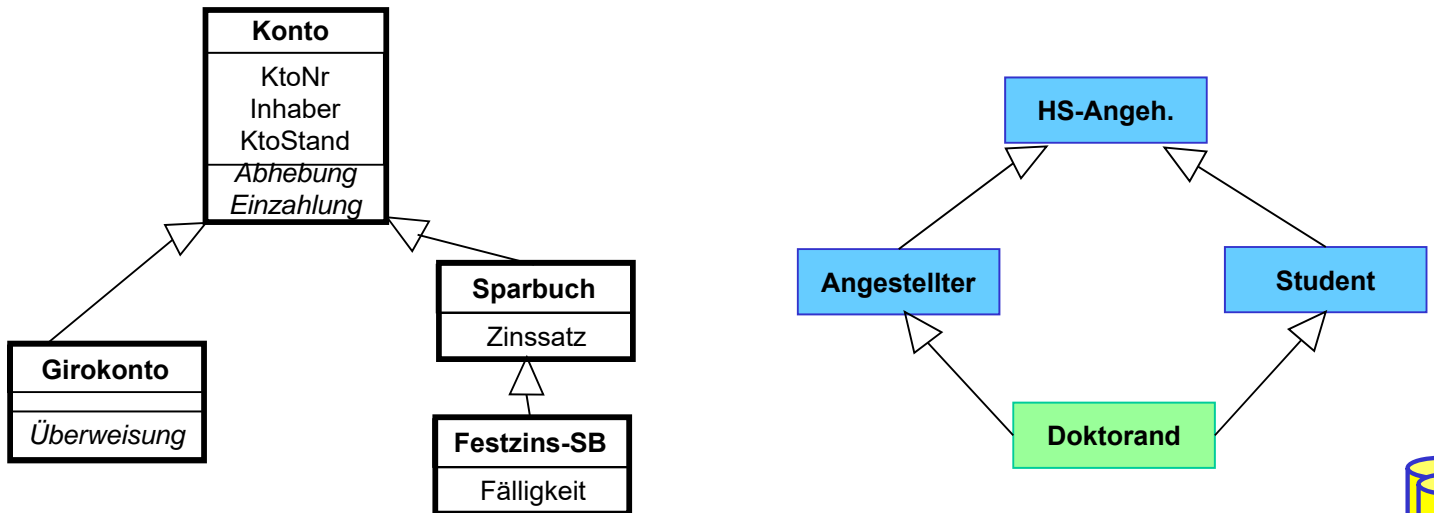 Konto
KtoNr
Inhaber
KtoStand
Abhebung
Einzahlung
Girokonto
Überweisung
Sparbuch
Zinssatz
Festzins-SB
Fälligkeit
HS-Angeh.
Angestellter
Student
Doktorand